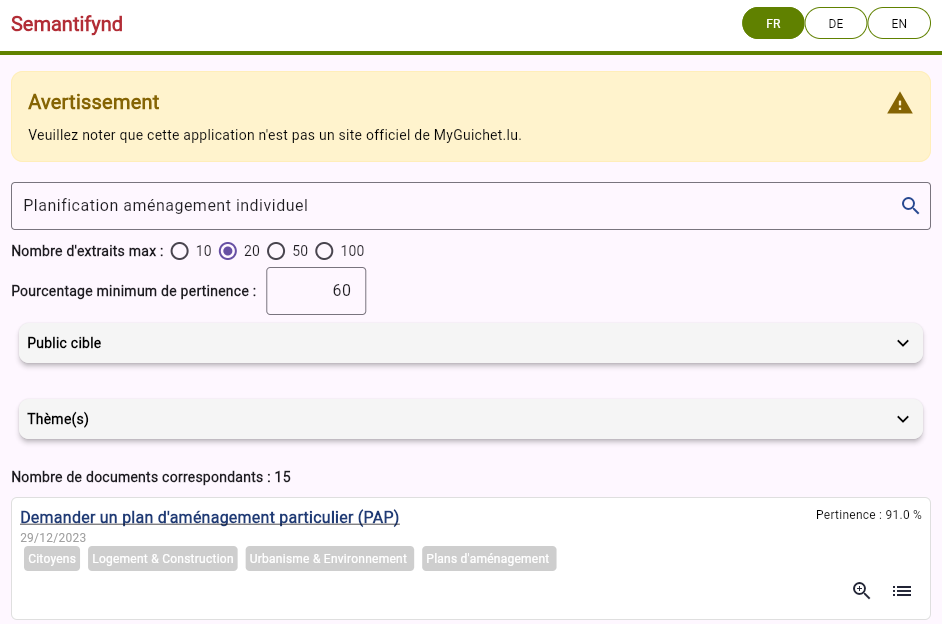 Semantifynd
FR DE EN
Avertissement
Veuillez noter que cette application n'est pas un site officiel de MyGuichet.lu.
Planification aménagement individuel
Nombre d'extraits max : 10 20 50 100
Pourcentage minimum de pertinence : 60
Public cible
Thème(s)
Nombre de documents correspondants : 15
Demander un plan d'aménagement particulier (PAP) Pertinence : 91.0 %
29/12/2023
Citoyens Logement & Construction Urbanisme & Environnement Plans d'aménagement